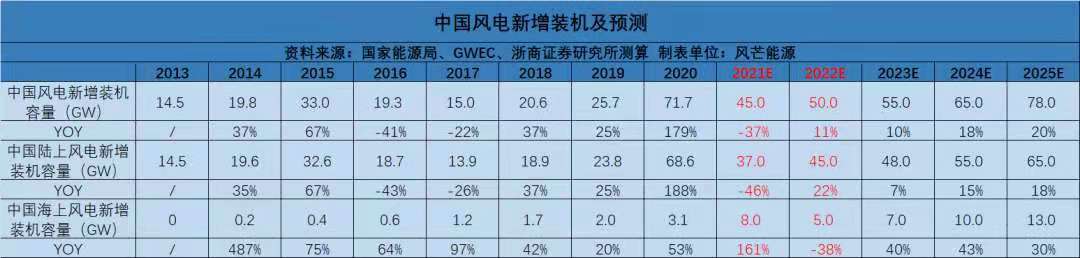 中国风电新增装机及预测
资料来源：国家能源局、GWEC、浙商证券研究所测算 制表单位：风芒能源
2013 2014 2015 2016 2017 2018 2019 2020 2021E 2022E 2023E 2024E 2025E
中国风电新增装机
容量（GW） 14.5 19.8 33.0 19.3 15.0 20.6 25.7 71.7 45.0 50.0 55.0 65.0 78.0
YOY / 37% 67% -41% -22% 37% 25% 179% -37% 11% 10% 18% 20%
中国陆上风电新增
装机容量（GW） 14.5 19.6 32.6 18.7 13.9 18.9 23.8 68.6 37.0 45.0 48.0 55.0 65.0
YOY / 35% 67% -43% -26% 37% 25% 188% -46% 22% 7% 15% 18%
中国海上风电新增
装机容量（GW） 0 0.2 0.4 0.6 1.2 1.7 2.0 3.1 8.0 5.0 7.0 10.0 13.0
YOY / 487% 75% 64% 97% 42% 20% 53% 161% -38% 40% 43% 30%